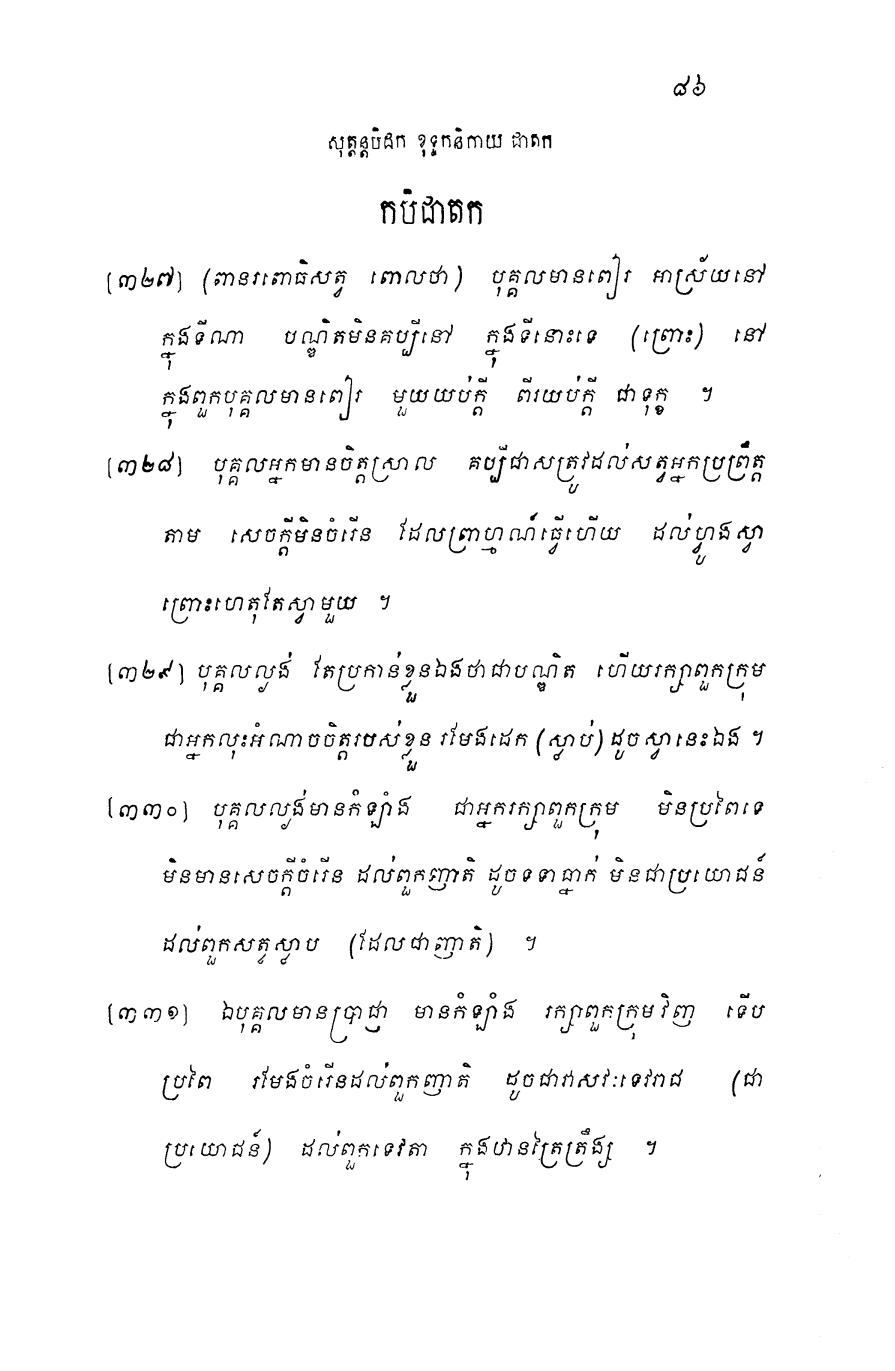 ៨៦
សុត្តន្តបិដក ខុទ្ទកនិកាយ ជាតក
កបិជាតក
[៣២៧] (ពានរពោធិសត្វ ពោលថា) បុគ្គលមានពៀរ អាស្រ័យនៅ
ក្នុងទីណា បណ្ឌិតមិនគប្បីនៅ ក្នុងទីនោះទេ (ព្រោះ) នៅ
ក្នុងពួកបុគ្គលមានពៀរ មួយយប់ក្តី ពីរយប់ក្តី ជាទុក្ខ ។
[៣២៨] បុគ្គលអ្នកមានចិត្តស្រាល គប្បីជាសត្រូវដល់សត្វអ្នកប្រព្រឹត្ត
តាម សេចក្តីមិនចំរើន ដែលព្រាហ្មណ៍ធ្វើហើយ ដល់ហ្វូងស្វា
ព្រោះហេតុតែស្វាមួយ ។
[៣២៩] បុគ្គលល្ងង់ តែប្រកាន់ខ្លួនឯងថាជាបណ្ឌិត ហើយរក្សាពួកក្រុម
ជាអ្នកលុះអំណាចចិត្តរបស់ខ្លួន រមែងដេក (ស្លាប់) ដូចស្វានេះឯង ។
[៣៣០] បុគ្គលល្ងង់មានកំឡាំង ជាអ្នករក្សាពួកក្រុម មិនប្រពៃទេ
មិនមានសេចក្តីចំរើន ដល់ពួកញាតិ ដូចទទាធ្នាក់ មិនជាប្រយោជន៍
ដល់ពួកសត្វស្លាប (ដែលជាញាតិ) ។
[៣៣១] ឯបុគ្គលមានប្រាជ្ញា មានកំឡាំង រក្សាពួកក្រុមវិញ ទើប
ប្រពៃ រមែងចំរើនដល់ពួកញាតិ ដូចជាវាសវៈទេវរាជ (ជា
ប្រយោជន៍) ដល់ពួកទេវតា ក្នុងឋានត្រៃត្រឹង្ស ។